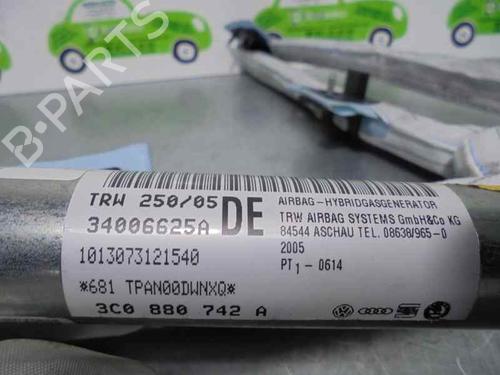 B-PARTS
TRW 250/05
34006625A
DE
1013073121540
*681 TPAN00DWNXQ*
3C0 880 742 A
AIRBAG-HYBRIDGASGENERATOR
TRW AIRBAG SYSTEMS GmbH&Co KG
84544 ASCHAU TEL. 08638/965-0
2005
PT1 - 0614